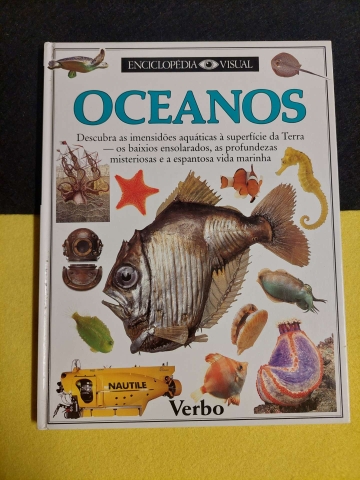 ENCICLOPÉDIA VISUAL
OCEANOS
Descubra as imensidões aquáticas à superfície da Terra
— os baixios ensolarados, as profundezas
misteriosas e a espantosa vida marinha
NAUTILE
Verbo